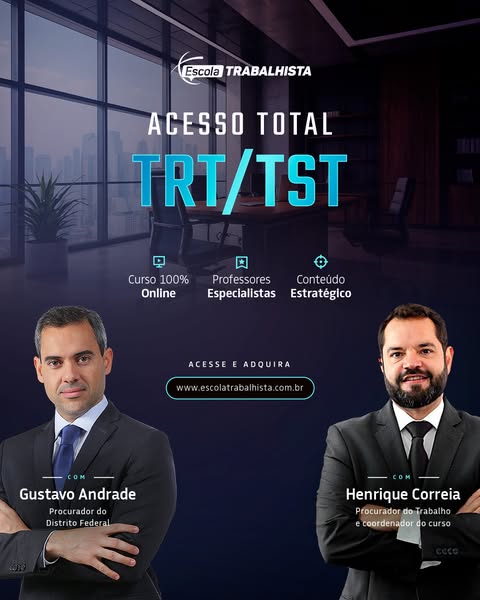 Escola TRABALHISTA
ACESSO TOTAL
TRT/TST
Curso 100%
Online
Professores
Especialistas
Conteúdo
Estratégico
ACESSE E ADQUIRA
www.escolatrabalhista.com.br
COM
Gustavo Andrade
Procurador do
Distrito Federal
COM
Henrique Correia
Procurador do Trabalho
e coordenador do curso